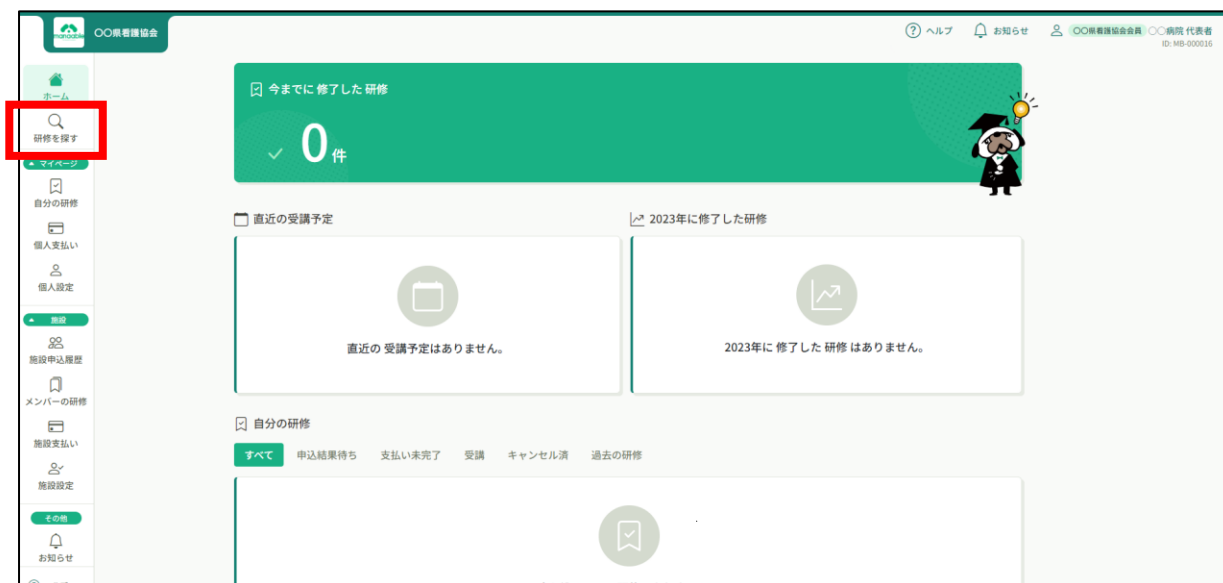 manaable
〇〇県看護協会
ヘルプ
お知らせ
〇〇県看護協会会員 〇〇病院 代表者
ID: MB-000016
ホーム
研修を探す
マイページ
自分の研修
個人支払い
個人設定
施設
施設申込履歴
メンバーの研修
施設支払い
施設設定
その他
お知らせ
今までに 修了した 研修
0 件
直近の受講予定
直近の 受講予定はありません。
2023年に修了した研修
2023年に 修了した 研修 はありません。
自分の研修
すべて 申込結果待ち 支払い未完了 受講 キャンセル済 過去の研修